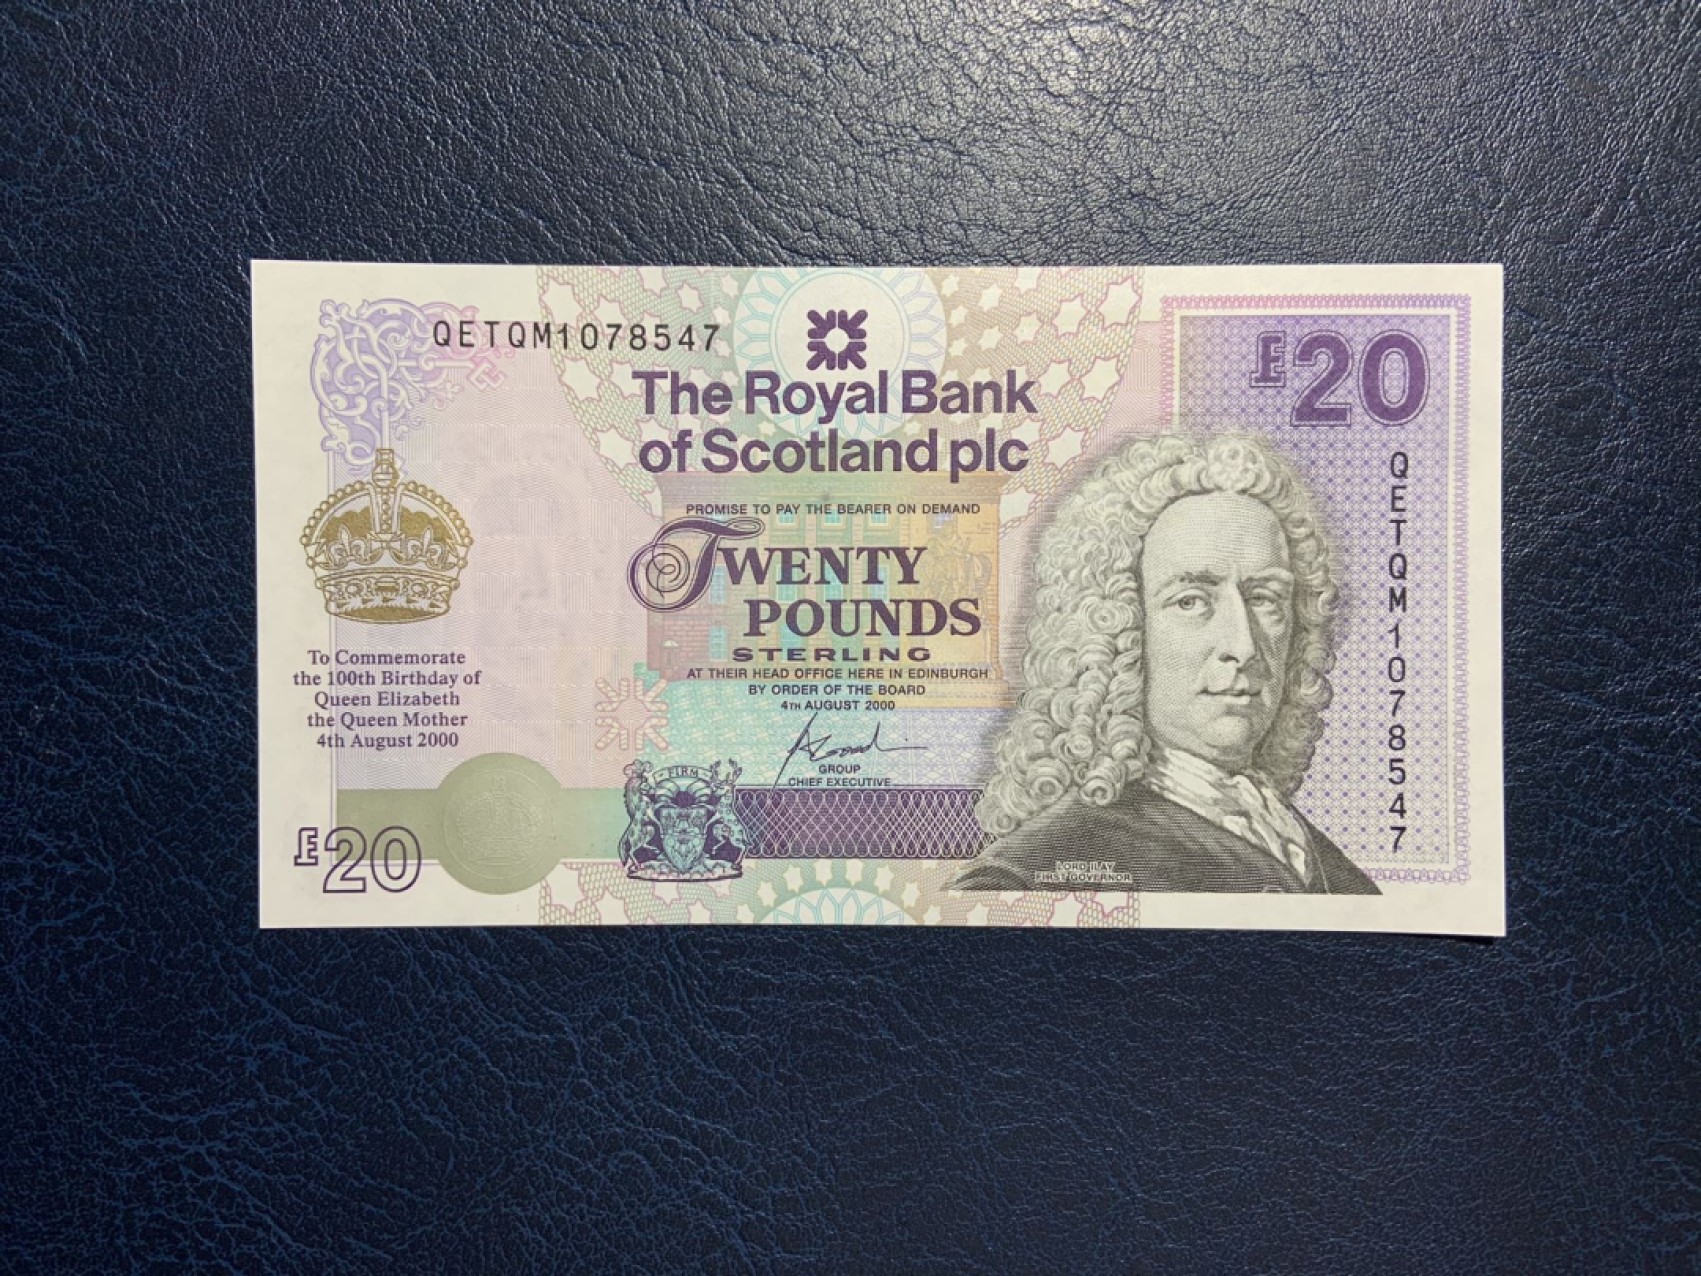 QETQM1078547
The Royal Bank
of Scotland plc
£20
PROMISE TO PAY THE BEARER ON DEMAND
TWENTY
POUNDS
STERLING
AT THEIR HEAD OFFICE HERE IN EDINBURGH
BY ORDER OF THE BOARD
4TH AUGUST 2000
GROUP
CHIEF EXECUTIVE
To Commemorate
the 100th Birthday of
Queen Elizabeth
the Queen Mother
4th August 2000
£20
FIRM
LORD ILAY
FIRST GOVERNOR
QETQM1078547